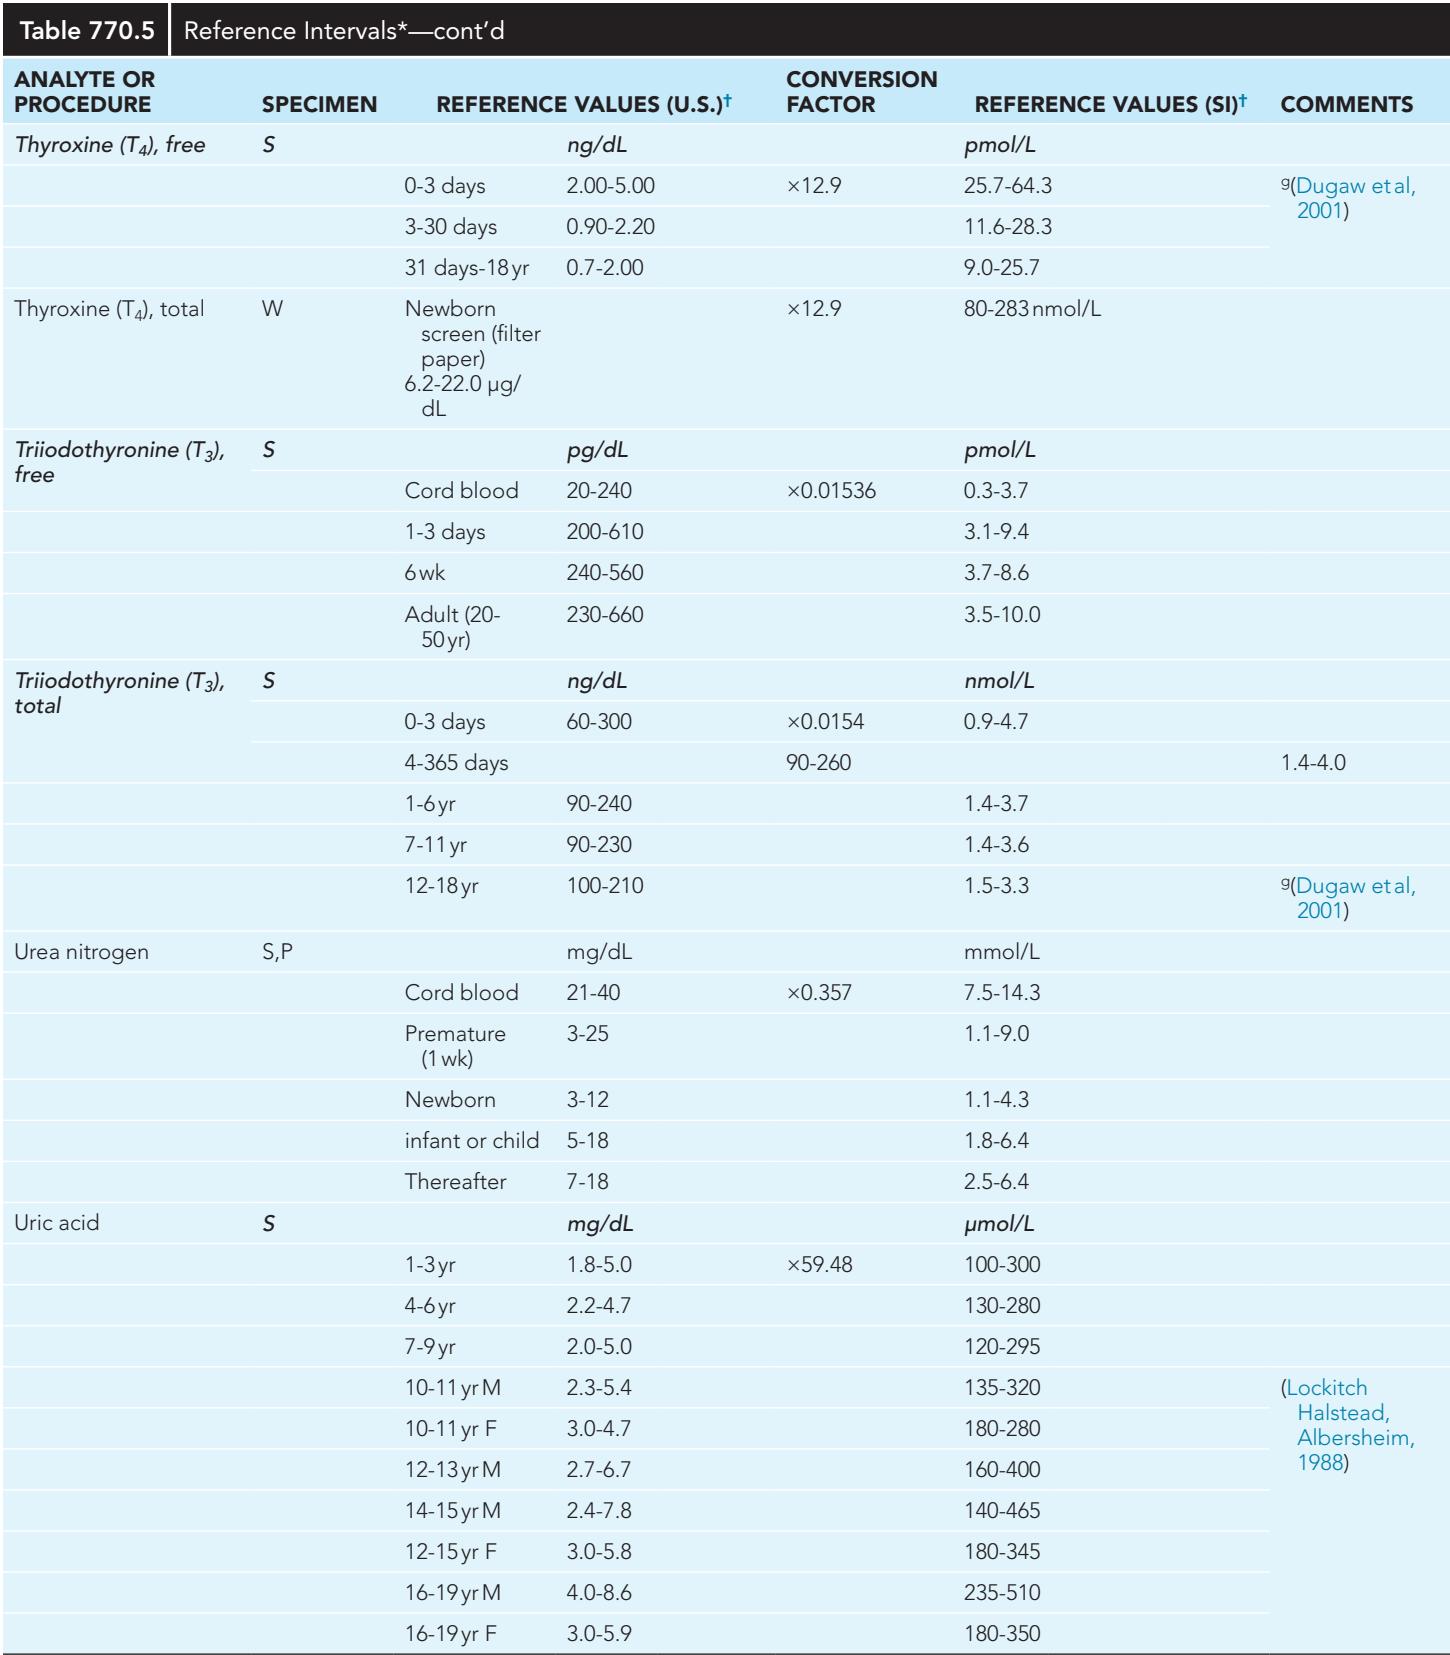 Table 770.5 Reference Intervals*—cont'd
ANALYTE OR PROCEDURE SPECIMEN REFERENCE VALUES (U.S.)† CONVERSION FACTOR REFERENCE VALUES (SI)† COMMENTS
Thyroxine (T4), free S ng/dL pmol/L
0-3 days 2.00-5.00 ×12.9 25.7-64.3 g(Dugaw et al, 2001)
3-30 days 0.90-2.20 11.6-28.3
31 days-18 yr 0.7-2.00 9.0-25.7
Thyroxine (T4), total W Newborn ×12.9 80-283 nmol/L
screen (filter
paper)
6.2-22.0 µg/
dL
Triiodothyronine (T3), free S pg/dL pmol/L
Cord blood 20-240 ×0.01536 0.3-3.7
1-3 days 200-610 3.1-9.4
6 wk 240-560 3.7-8.6
Adult (20- 230-660 3.5-10.0
50 yr)
Triiodothyronine (T3), total S ng/dL nmol/L
0-3 days 60-300 ×0.0154 0.9-4.7
4-365 days 90-260 1.4-4.0
1-6 yr 90-240 1.4-3.7
7-11 yr 90-230 1.4-3.6
12-18 yr 100-210 1.5-3.3 g(Dugaw et al, 2001)
Urea nitrogen S,P mg/dL mmol/L
Cord blood 21-40 ×0.357 7.5-14.3
Premature 3-25 1.1-9.0
(1 wk)
Newborn 3-12 1.1-4.3
infant or child 5-18 1.8-6.4
Thereafter 7-18 2.5-6.4
Uric acid S mg/dL µmol/L
1-3 yr 1.8-5.0 ×59.48 100-300
4-6 yr 2.2-4.7 130-280
7-9 yr 2.0-5.0 120-295
10-11 yr M 2.3-5.4 135-320 (Lockitch
Halstead,
10-11 yr F 3.0-4.7 180-280 Albersheim,
12-13 yr M 2.7-6.7 160-400 1988)
14-15 yr M 2.4-7.8 140-465
12-15 yr F 3.0-5.8 180-345
16-19 yr M 4.0-8.6 235-510
16-19 yr F 3.0-5.9 180-350